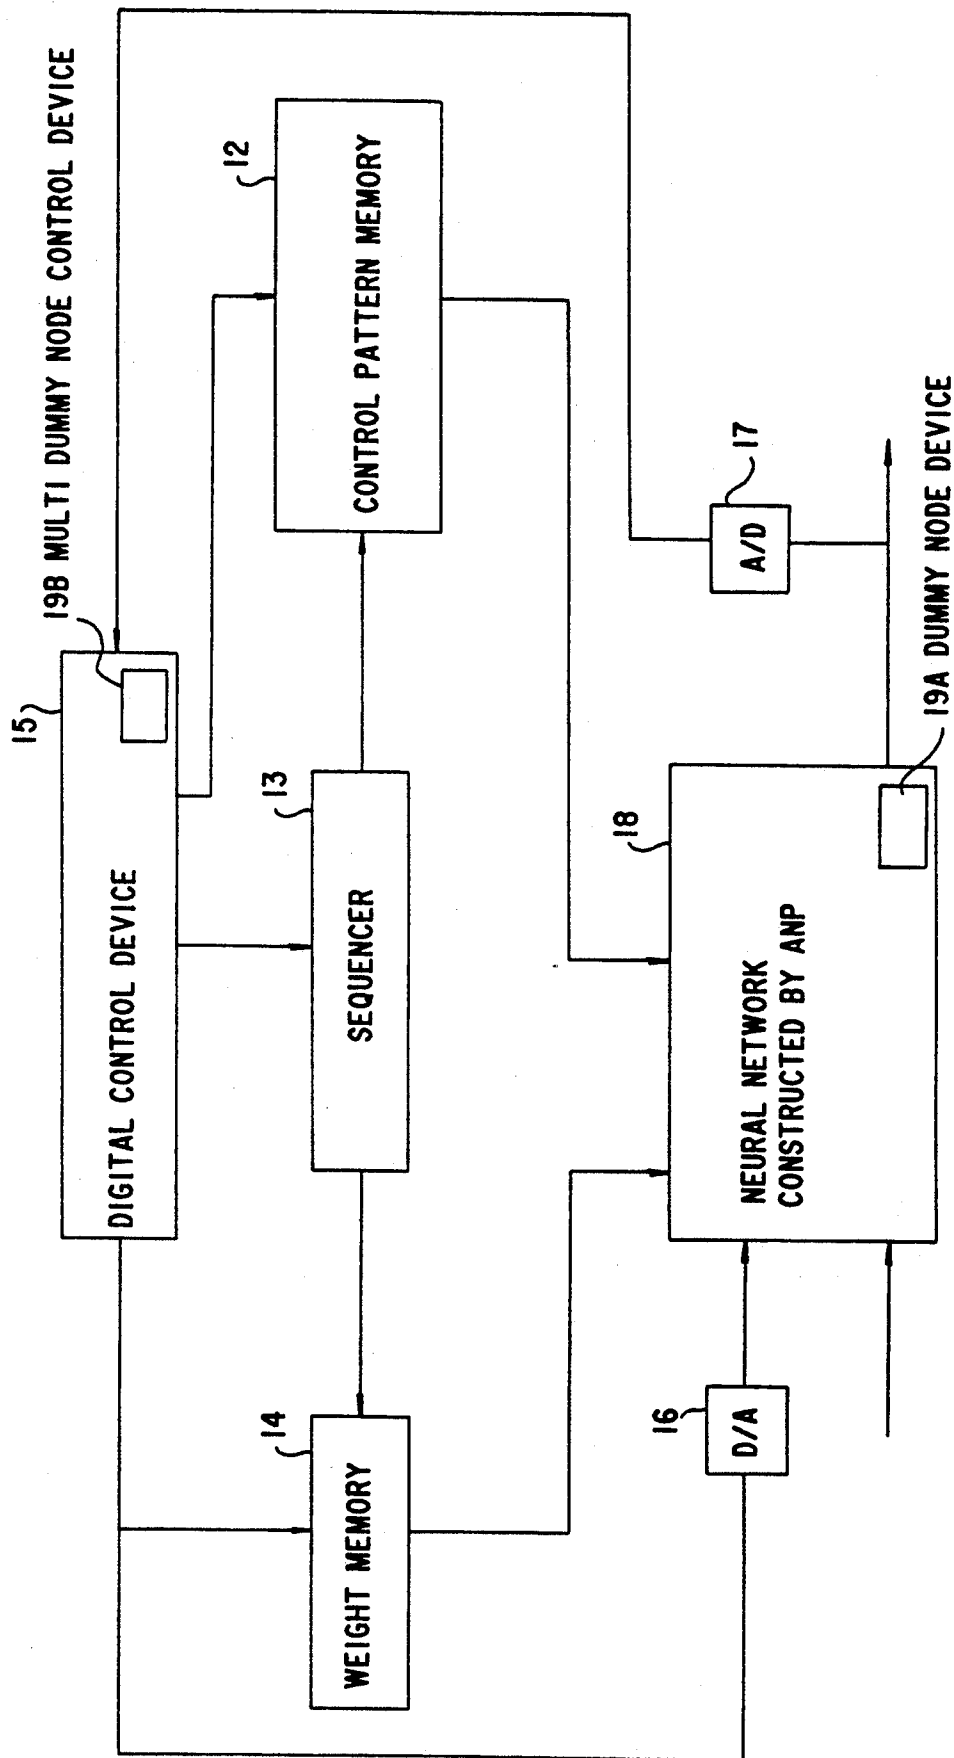 15
DIGITAL CONTROL DEVICE
19B MULTI DUMMY NODE CONTROL DEVICE
14
WEIGHT MEMORY
13
SEQUENCER
12
CONTROL PATTERN MEMORY
16
D/A
18
NEURAL NETWORK
CONSTRUCTED BY ANP
17
A/D
19A DUMMY NODE DEVICE